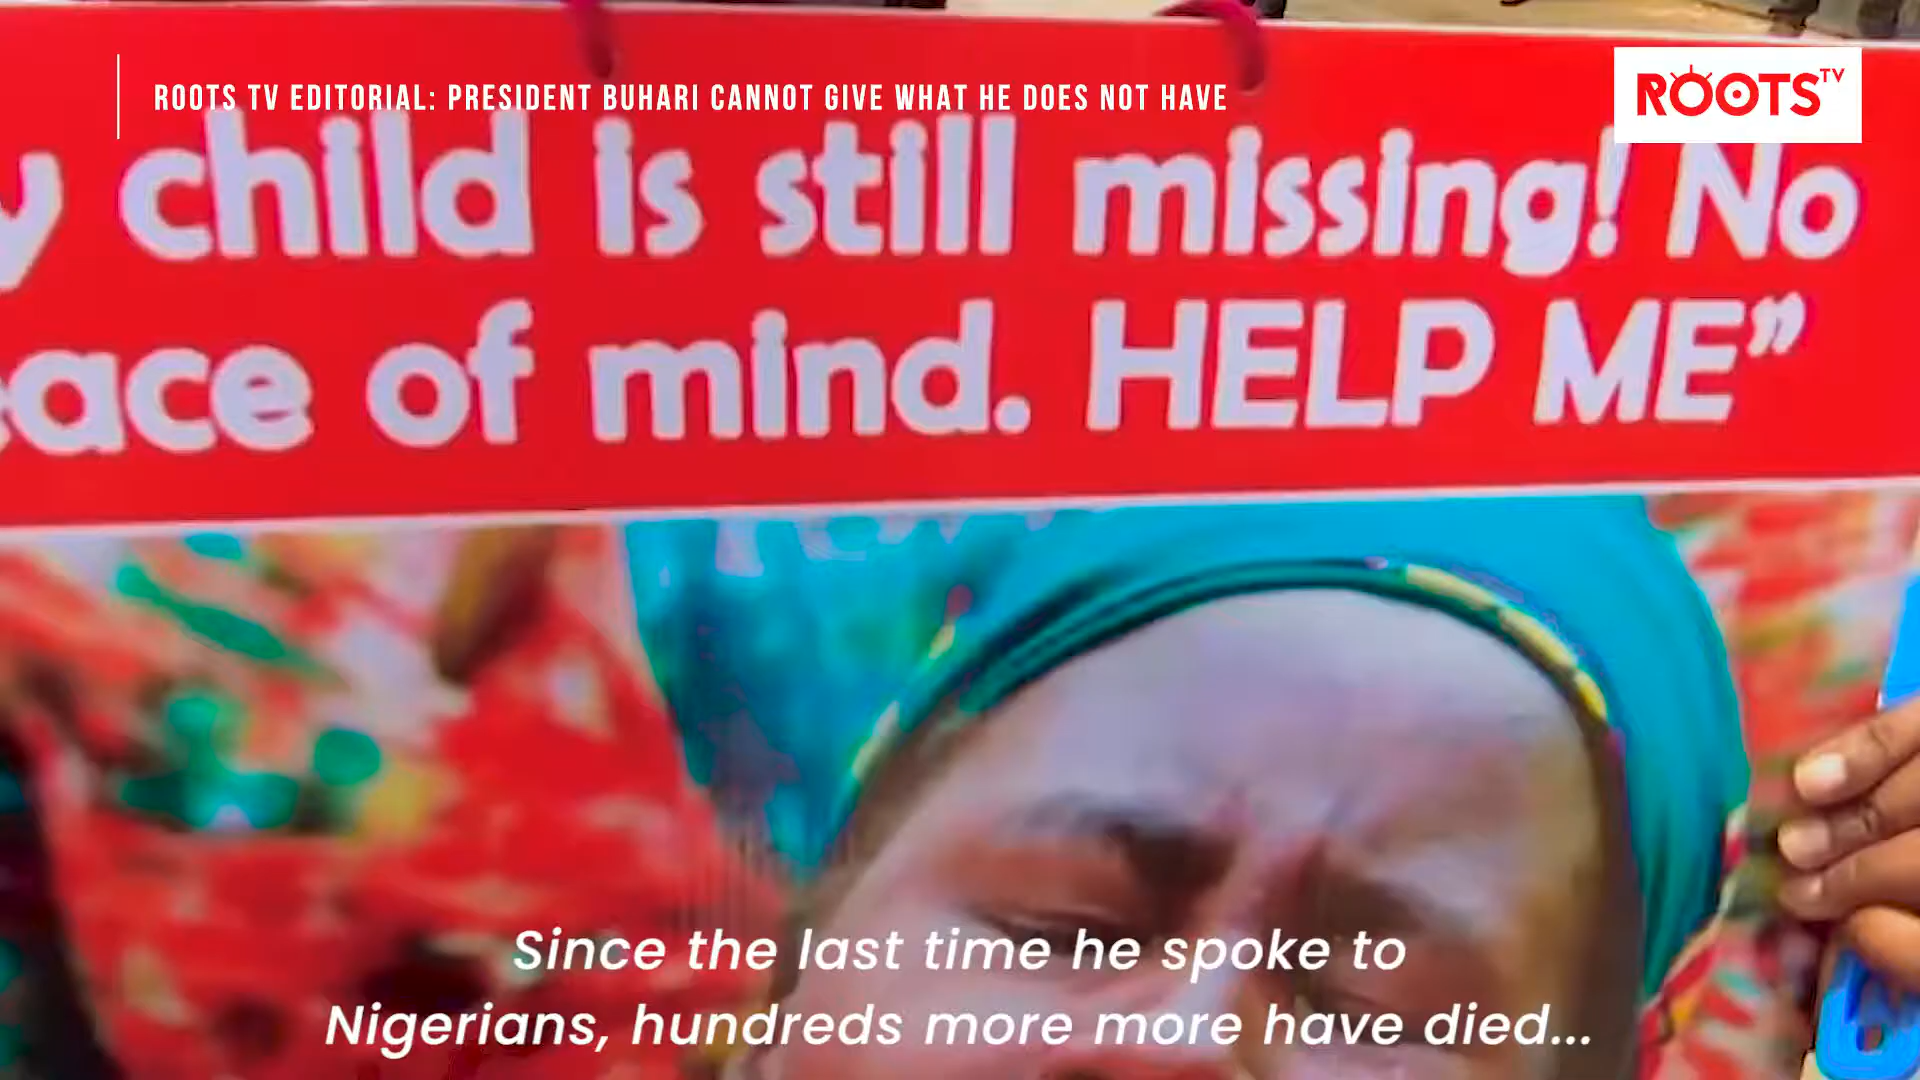 ROOTS TV EDITORIAL: PRESIDENT BUHARI CANNOT GIVE WHAT HE DOES NOT HAVE
ROOTS TV
child is still missing! No
of mind. HELP ME”
Since the last time he spoke to
Nigerians, hundreds more more have died...